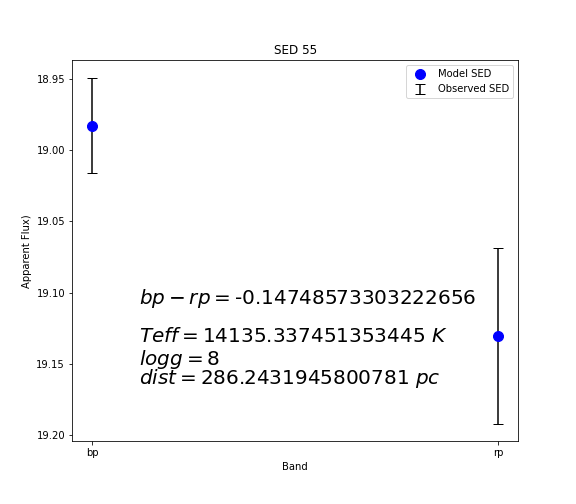 SED 55
Model SED
Observed SED
18.95
19.00
19.05
19.10
19.15
19.20
Apparent Flux)
bp − rp = -0.14748573303222656
Teff = 14135.337451353445 K
logg = 8
dist = 286.2431945800781 pc
bp
rp
Band